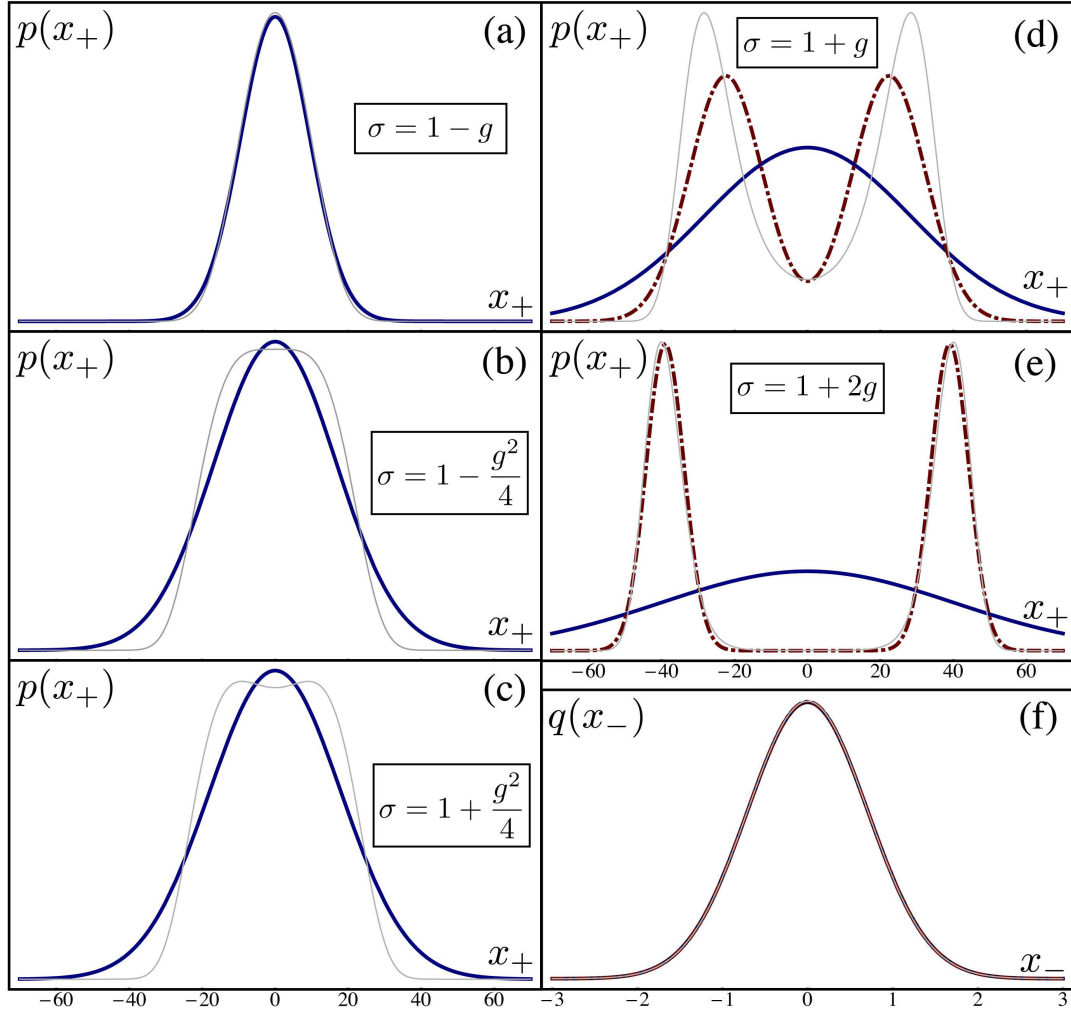 p(x₊)
(a)
σ = 1 − g
x₊
p(x₊)
(b)
σ = 1 − g²/4
x₊
p(x₊)
(c)
σ = 1 + g²/4
x₊
−60 −40 −20 0 20 40 60
p(x₊)
(d)
σ = 1 + g
x₊
p(x₊)
(e)
σ = 1 + 2g
x₊
−60 −40 −20 0 20 40 60
q(x₋)
(f)
x₋
−3 −2 −1 0 1 2 3